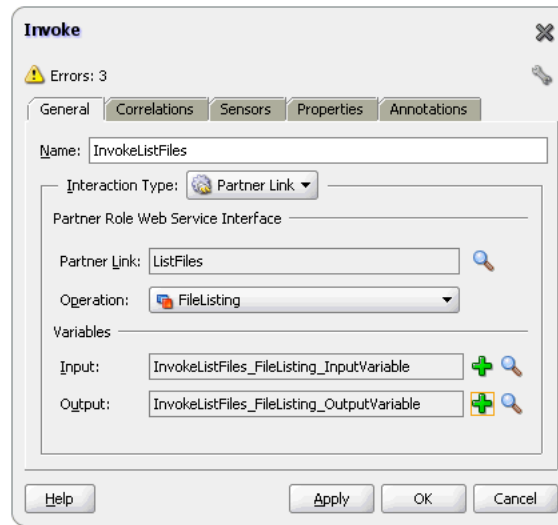 Invoke
Errors: 3
General Correlations Sensors Properties Annotations
Name: InvokeListFiles
Interaction Type: Partner Link
Partner Role Web Service Interface
Partner Link: ListFiles
Operation: FileListing
Variables
Input: InvokeListFiles_FileListing_InputVariable
Output: InvokeListFiles_FileListing_OutputVariable
Help Apply OK Cancel